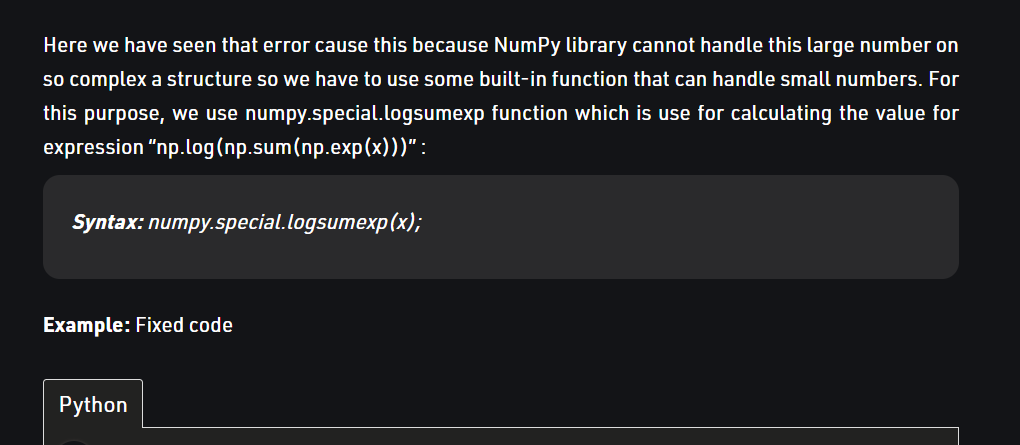 Here we have seen that error cause this because NumPy library cannot handle this large number on
so complex a structure so we have to use some built-in function that can handle small numbers. For
this purpose, we use numpy.special.logsumexp function which is use for calculating the value for
expression “np.log(np.sum(np.exp(x)))” :
Syntax: numpy.special.logsumexp(x);
Example: Fixed code
Python